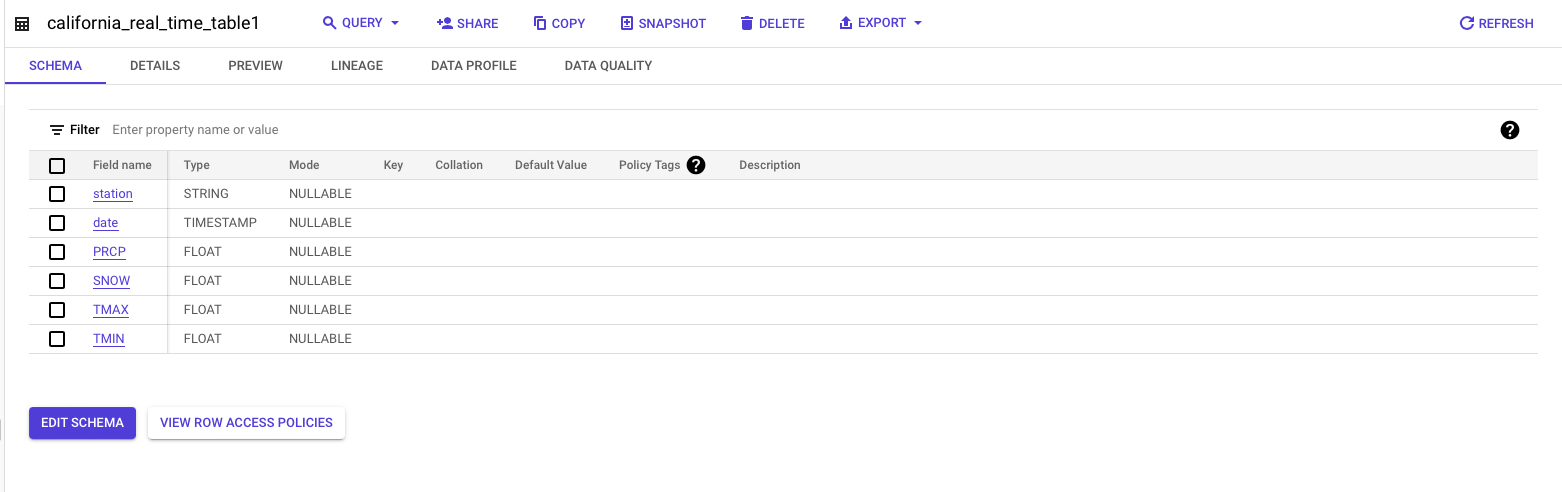 california_real_time_table1 QUERY SHARE COPY SNAPSHOT DELETE EXPORT REFRESH
SCHEMA DETAILS PREVIEW LINEAGE DATA PROFILE DATA QUALITY
Filter Enter property name or value ?
Field name Type Mode Key Collation Default Value Policy Tags ? Description
station STRING NULLABLE
date TIMESTAMP NULLABLE
PRCP FLOAT NULLABLE
SNOW FLOAT NULLABLE
TMAX FLOAT NULLABLE
TMIN FLOAT NULLABLE
EDIT SCHEMA VIEW ROW ACCESS POLICIES